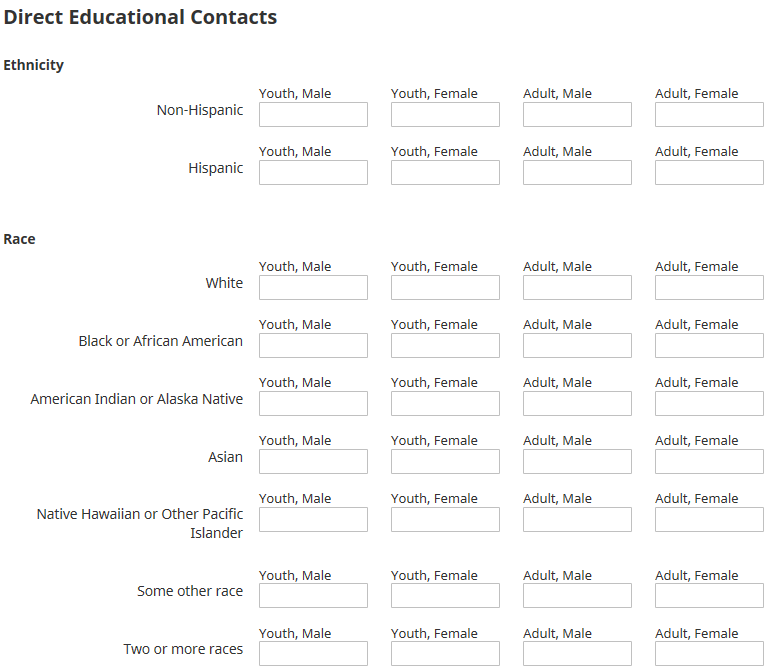 Direct Educational Contacts
Ethnicity
Youth, Male Youth, Female Adult, Male Adult, Female
Non-Hispanic
Youth, Male Youth, Female Adult, Male Adult, Female
Hispanic
Race
Youth, Male Youth, Female Adult, Male Adult, Female
White
Youth, Male Youth, Female Adult, Male Adult, Female
Black or African American
Youth, Male Youth, Female Adult, Male Adult, Female
American Indian or Alaska Native
Youth, Male Youth, Female Adult, Male Adult, Female
Asian
Youth, Male Youth, Female Adult, Male Adult, Female
Native Hawaiian or Other Pacific
Islander
Youth, Male Youth, Female Adult, Male Adult, Female
Some other race
Youth, Male Youth, Female Adult, Male Adult, Female
Two or more races